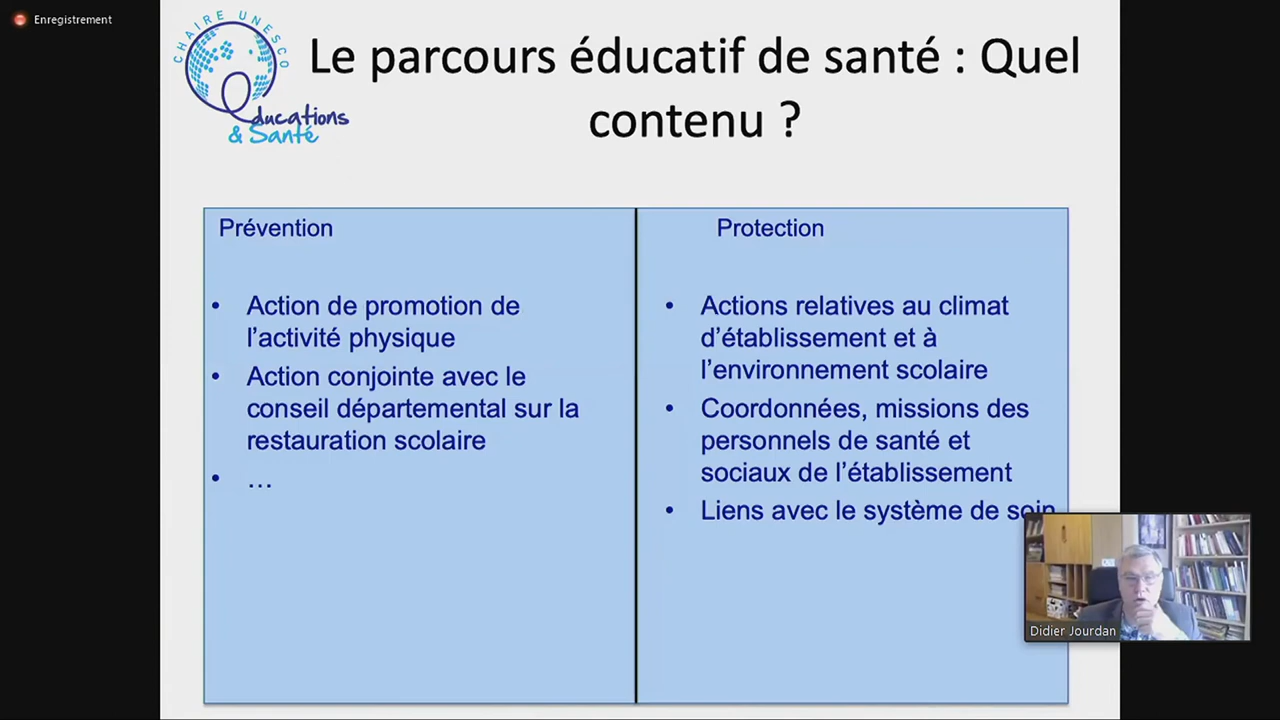 Enregistrement
CHAIRE UNESCO
Éducations
& Santé
Le parcours éducatif de santé : Quel
contenu ?
Prévention
• Action de promotion de
l’activité physique
• Action conjointe avec le
conseil départemental sur la
restauration scolaire
• …
Protection
• Actions relatives au climat
d’établissement et à
l’environnement scolaire
• Coordonnées, missions des
personnels de santé et
sociaux de l’établissement
• Liens avec le système de soin
Didier Jourdan